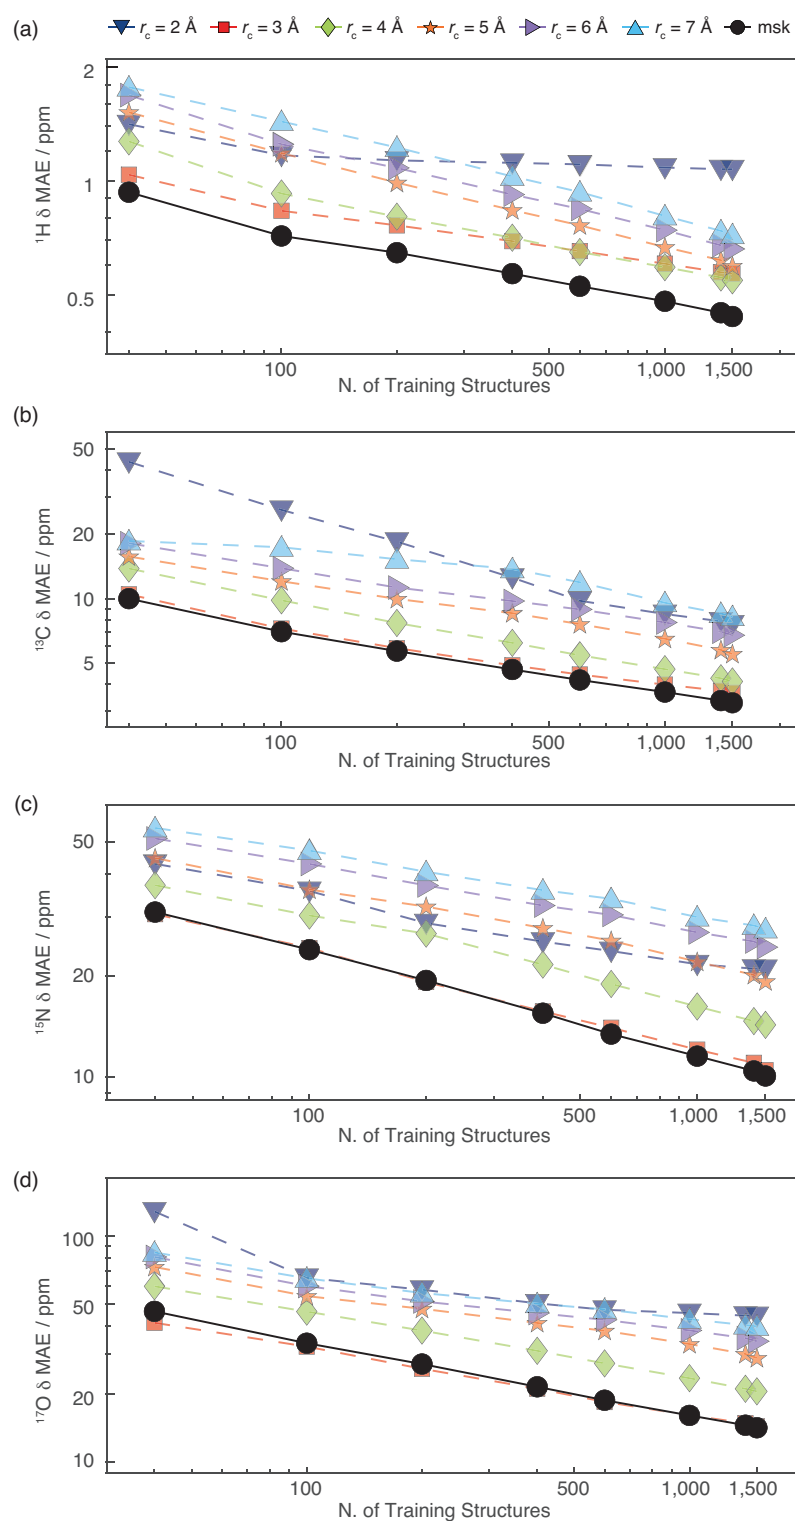 (a)
r_c = 2 Å r_c = 3 Å r_c = 4 Å r_c = 5 Å r_c = 6 Å r_c = 7 Å msk
2
1
0.5
¹H δ MAE / ppm
100 500 1,000 1,500
N. of Training Structures
(b)
50
20
10
5
¹³C δ MAE / ppm
100 500 1,000 1,500
N. of Training Structures
(c)
50
20
10
¹⁵N δ MAE / ppm
100 500 1,000 1,500
N. of Training Structures
(d)
100
50
20
10
¹⁷O δ MAE / ppm
100 500 1,000 1,500
N. of Training Structures